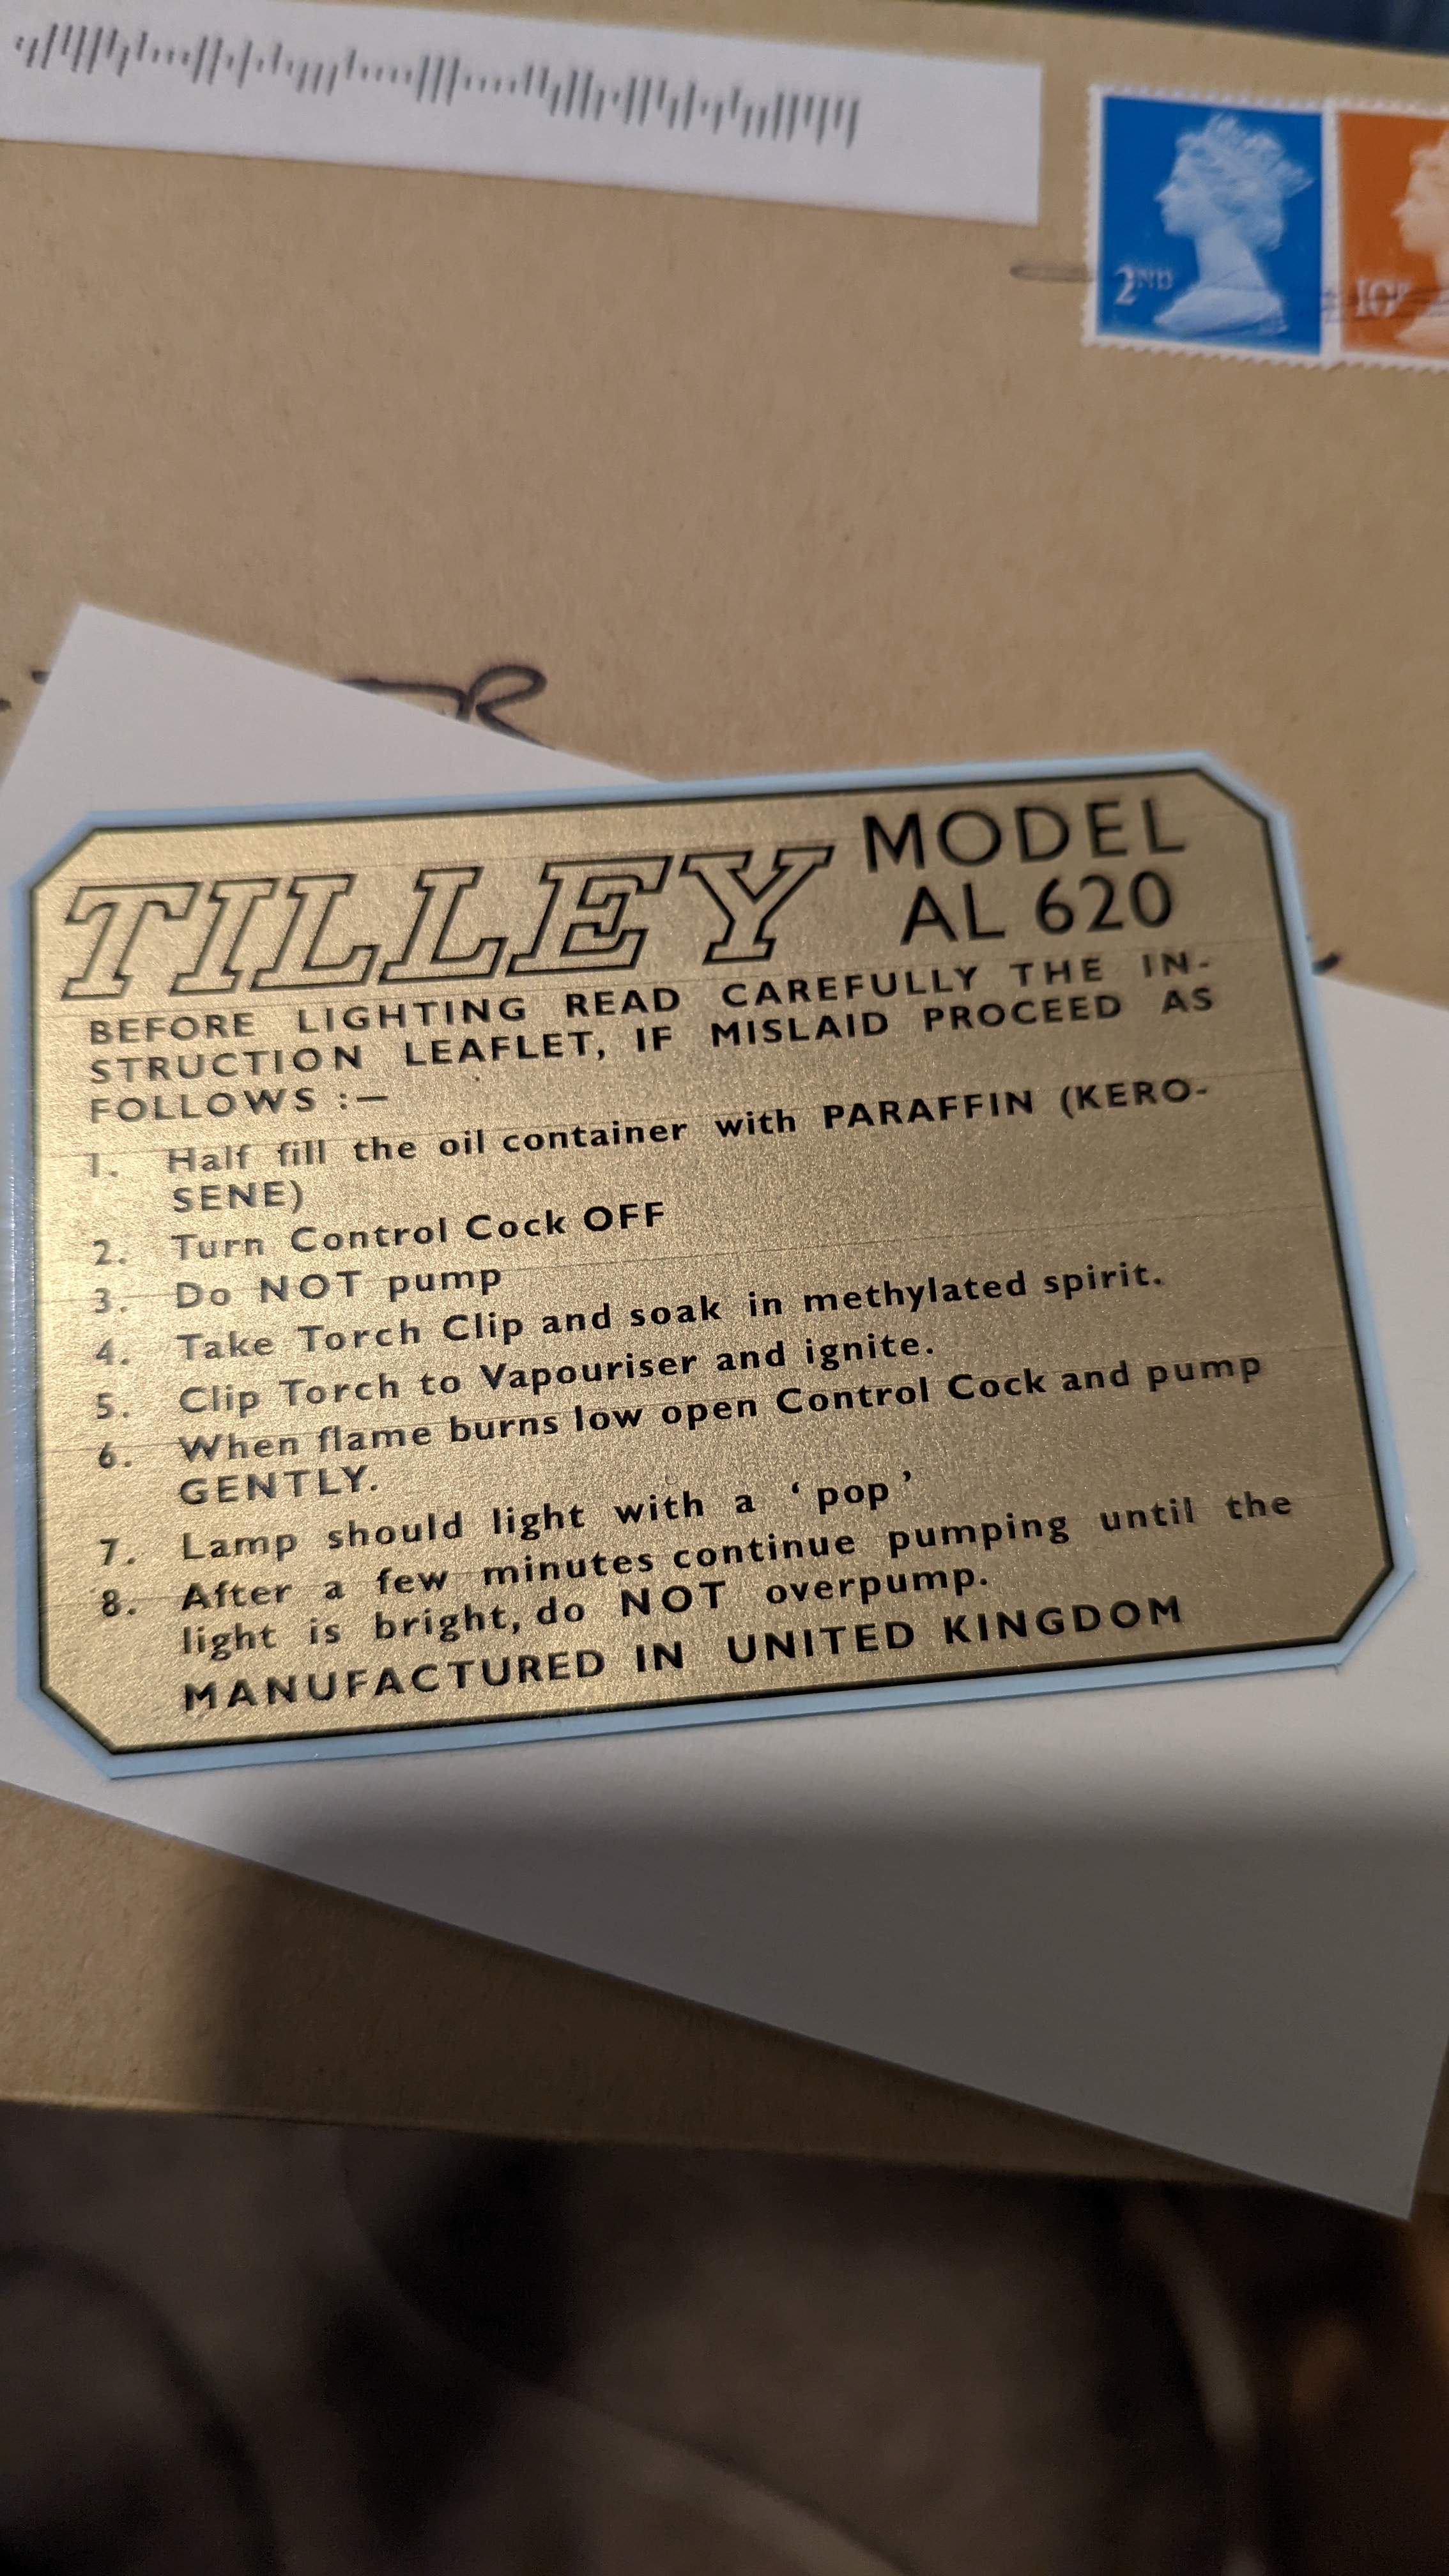 2ND
10P
R
TILLEY MODEL
AL 620
BEFORE LIGHTING READ CAREFULLY THE IN-
STRUCTION LEAFLET, IF MISLAID PROCEED AS
FOLLOWS :—
1. Half fill the oil container with PARAFFIN (KERO-
SENE)
2. Turn Control Cock OFF
3. Do NOT pump
4. Take Torch Clip and soak in methylated spirit.
5. Clip Torch to Vapouriser and ignite.
6. When flame burns low open Control Cock and pump
GENTLY.
7. Lamp should light with a ‘pop’
8. After a few minutes continue pumping until the
light is bright, do NOT overpump.
MANUFACTURED IN UNITED KINGDOM